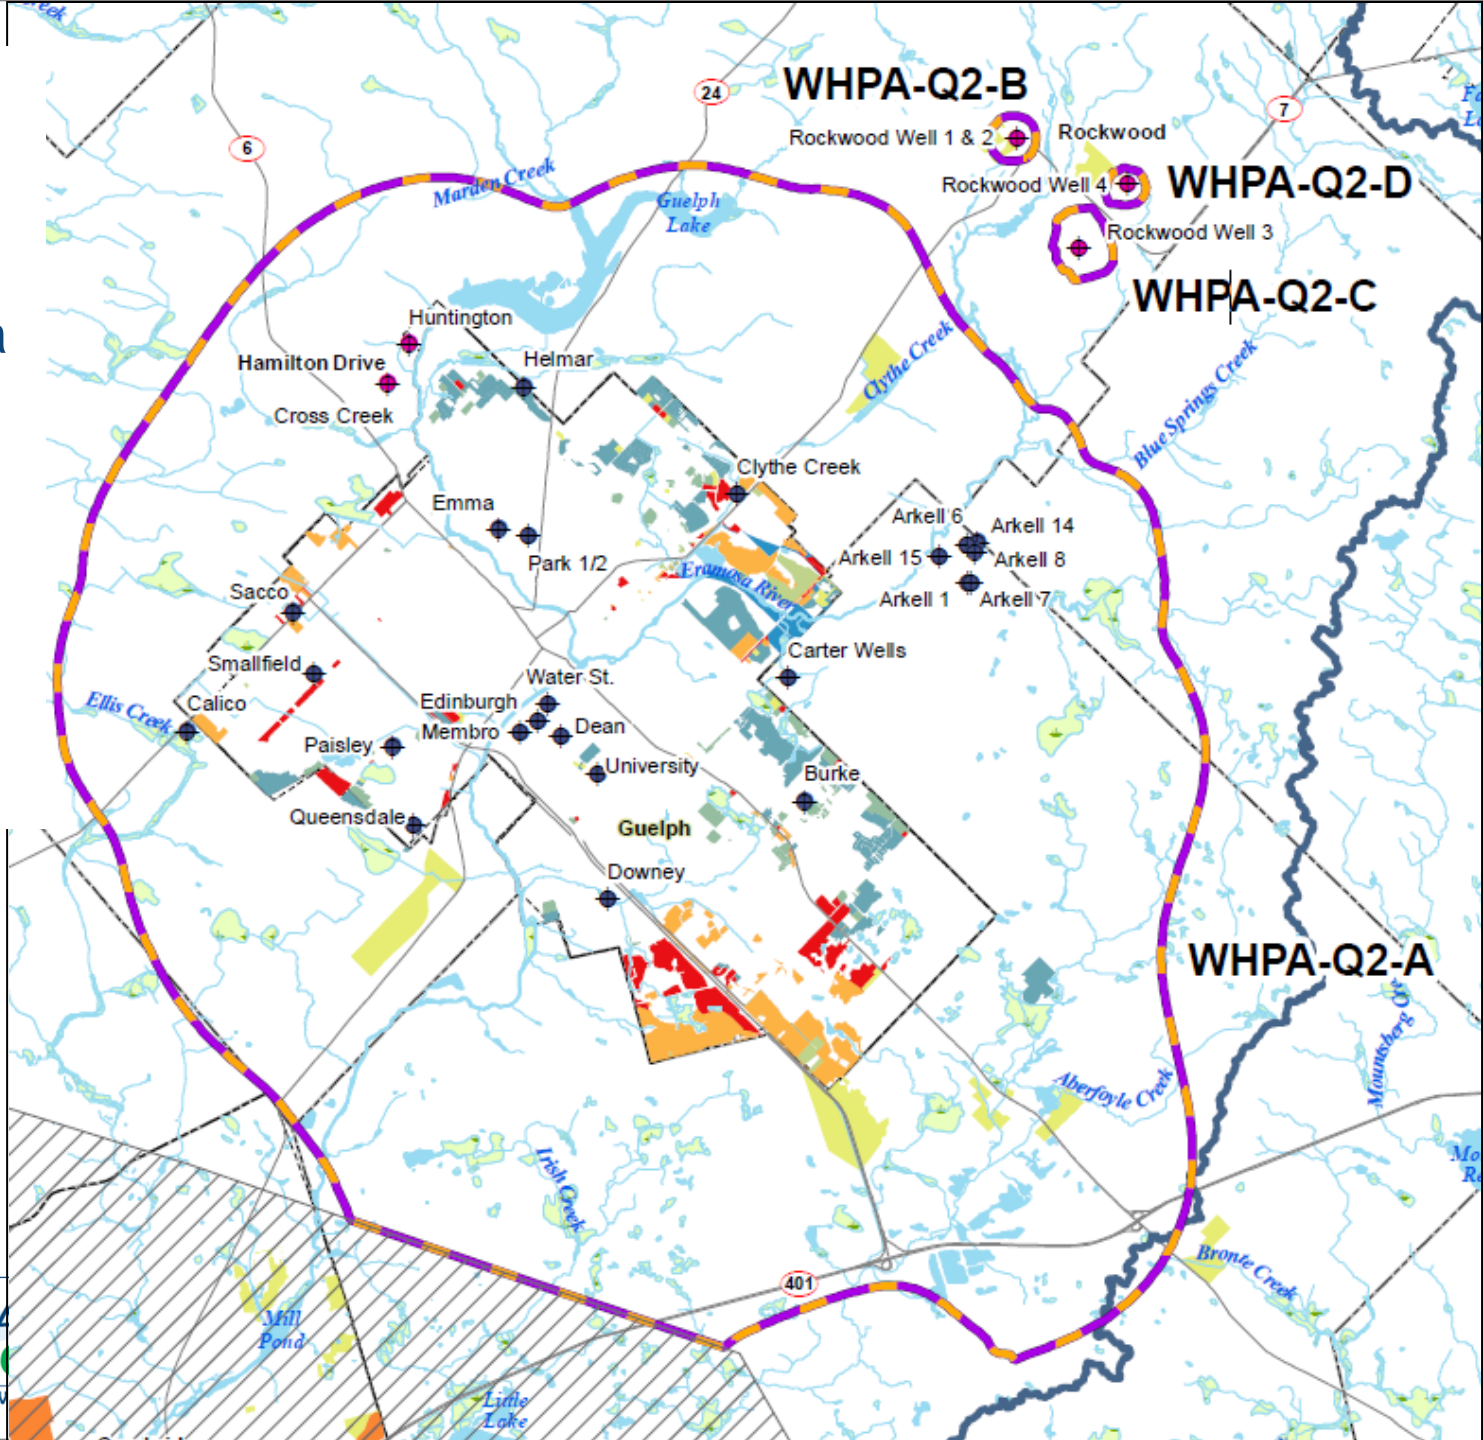 24
WHPA-Q2-B
6
7
Rockwood Well 1 & 2
Rockwood
Marden Creek
Guelph
Lake
Rockwood Well 4
WHPA-Q2-D
Rockwood Well 3
WHPA-Q2-C
Huntington
Hamilton Drive
Helmar
Cross Creek
Clythe Creek
Blue Springs Creek
Clythe Creek
Emma
Park 1/2
Arkell 6
Arkell 14
Arkell 15
Arkell 8
Arkell 1
Arkell 7
Eramosa River
Sacco
Carter Wells
Smallfield
Water St.
Ellis Creek
Calico
Edinburgh
Membro
Dean
Paisley
University
Burke
Queensdale
Guelph
Downey
WHPA-Q2-A
Mountsberg
Aberfoyle Creek
Irish Creek
Bronte Creek
401
Mill
Pond
Little
Lake